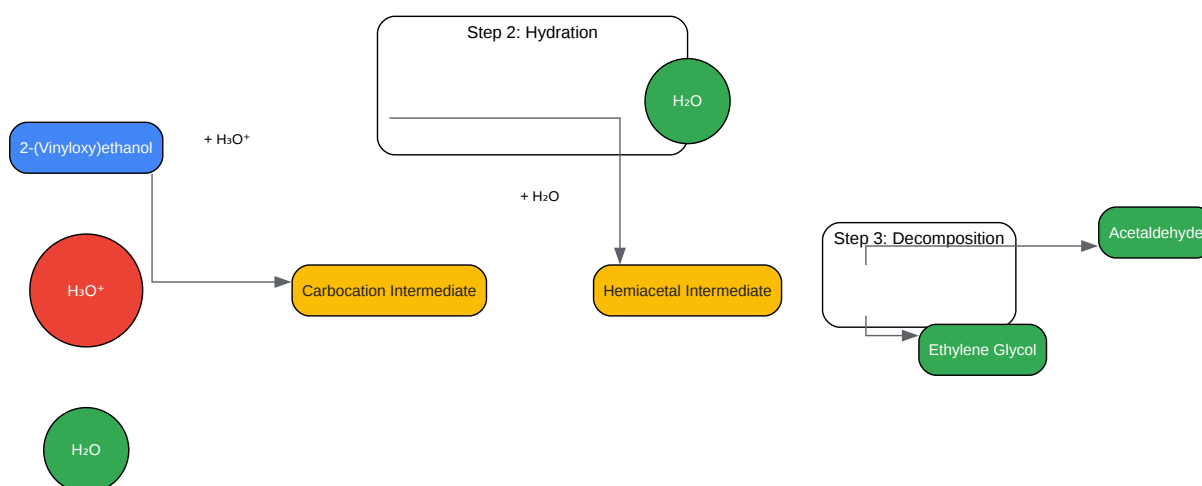 Step 2: Hydration
H₂O
2-(Vinyloxy)ethanol
+ H₃O⁺
+ H₂O
Acetaldehyde
Step 3: Decomposition
H₃O⁺
Carbocation Intermediate
Hemiacetal Intermediate
Ethylene Glycol
H₂O